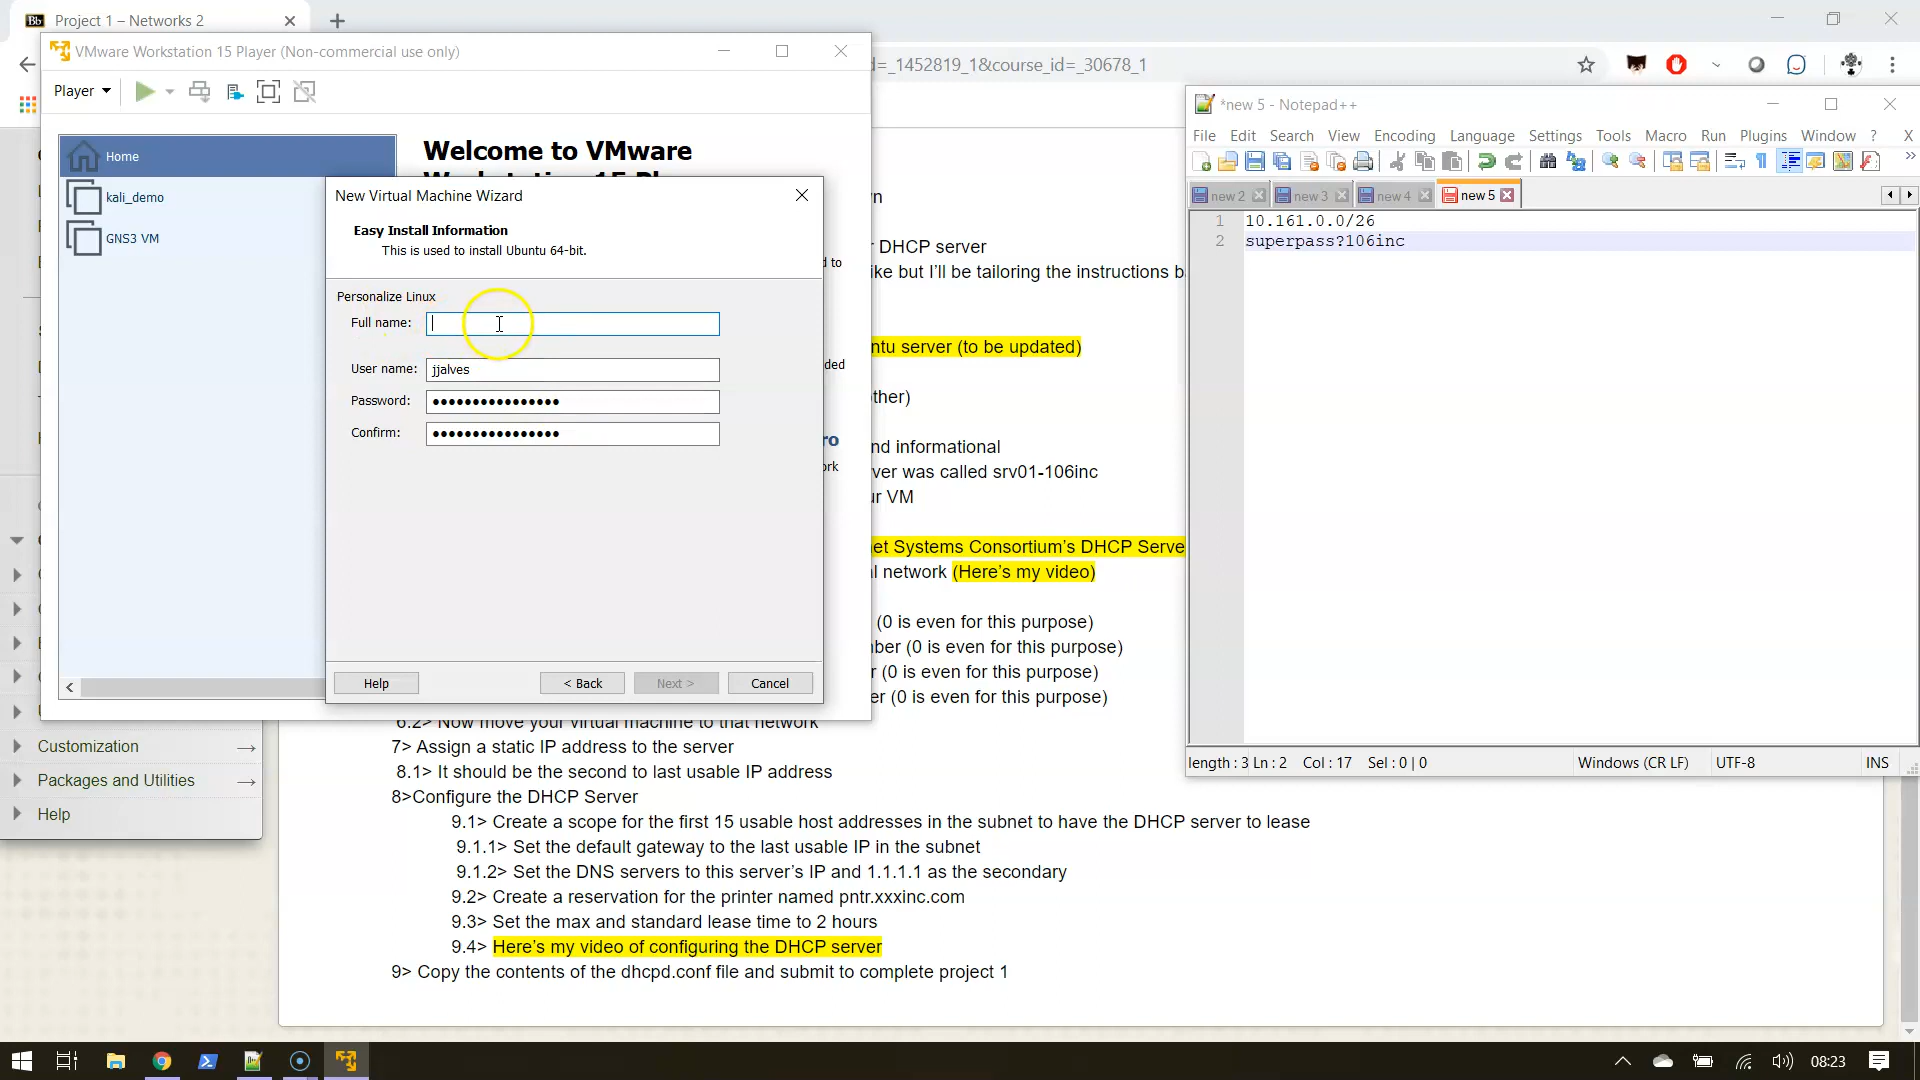 Project 1 – Networks 2
VMware Workstation 15 Player (Non-commercial use only)
d=_1452819_1&course_id=_30678_1
Player
Home
kali_demo
GNS3 VM
Welcome to VMware
New Virtual Machine Wizard
Easy Install Information
This is used to install Ubuntu 64-bit.
Personalize Linux
Full name:
User name: jjalves
Password: ●●●●●●●●●●●●●●●●
Confirm: ●●●●●●●●●●●●●●●●
Help
< Back
Next >
Cancel
*new 5 - Notepad++
File Edit Search View Encoding Language Settings Tools Macro Run Plugins Window ? X
new 2 new 3 new 4 new 5
1 10.161.0.0/26
2 superpass?106inc
length : 3 Ln : 2 Col : 17 Sel : 0 | 0 Windows (CR LF) UTF-8 INS
DHCP server
ike but I'll be tailoring the instructions b
ntu server (to be updated)
ther)
nd informational
ver was called srv01-106inc
ur VM
et Systems Consortium's DHCP Serve
l network (Here's my video)
(0 is even for this purpose)
ber (0 is even for this purpose)
r (0 is even for this purpose)
er (0 is even for this purpose)
6.2> Now move your virtual machine to that network
7> Assign a static IP address to the server
8.1> It should be the second to last usable IP address
8>Configure the DHCP Server
9.1> Create a scope for the first 15 usable host addresses in the subnet to have the DHCP server to lease
9.1.1> Set the default gateway to the last usable IP in the subnet
9.1.2> Set the DNS servers to this server's IP and 1.1.1.1 as the secondary
9.2> Create a reservation for the printer named pntr.xxxinc.com
9.3> Set the max and standard lease time to 2 hours
9.4> Here's my video of configuring the DHCP server
9> Copy the contents of the dhcpd.conf file and submit to complete project 1
Customization
Packages and Utilities
Help
08:23